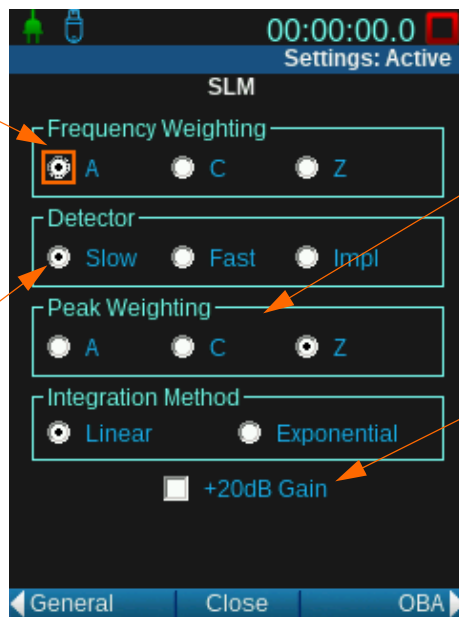 00:00:00.0
Settings: Active
SLM
Frequency Weighting
A C Z
Detector
Slow Fast Impl
Peak Weighting
A C Z
Integration Method
Linear Exponential
+20dB Gain
General Close OBA